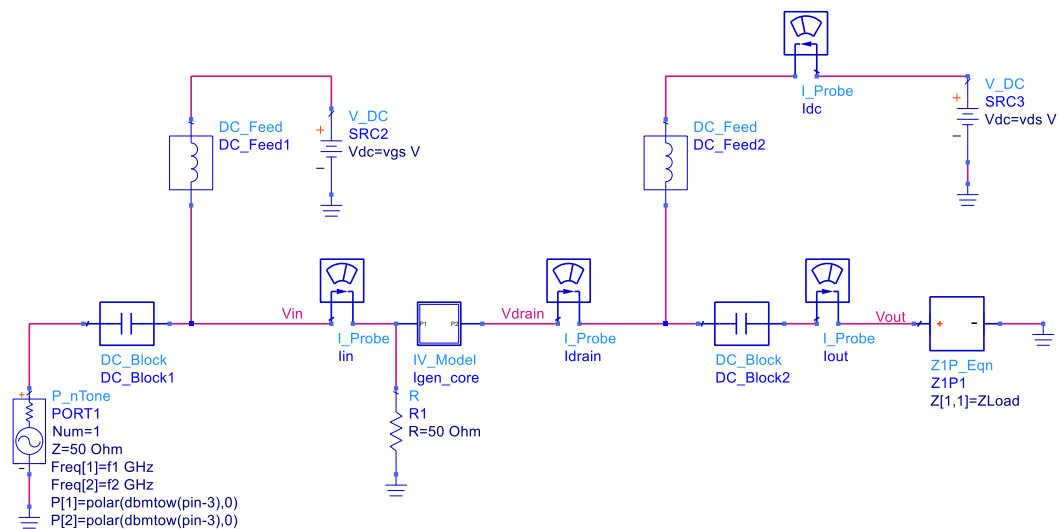 I_Probe
Idc
V_DC
SRC2
Vdc=vgs V
+
−
DC_Feed
DC_Feed1
DC_Feed
DC_Feed2
V_DC
SRC3
Vdc=vds V
+
−
Vin
I_Probe
Iin
P1
P2
IV_Model
Igen_core
Vdrain
I_Probe
Idrain
DC_Block
DC_Block1
DC_Block
DC_Block2
I_Probe
Iout
Vout
+
-
Z1P_Eqn
Z1P1
Z[1,1]=ZLoad
R
R1
R=50 Ohm
+
−
P_nTone
PORT1
Num=1
Z=50 Ohm
Freq[1]=f1 GHz
Freq[2]=f2 GHz
P[1]=polar(dbmtow(pin-3),0)
P[2]=polar(dbmtow(pin-3),0)